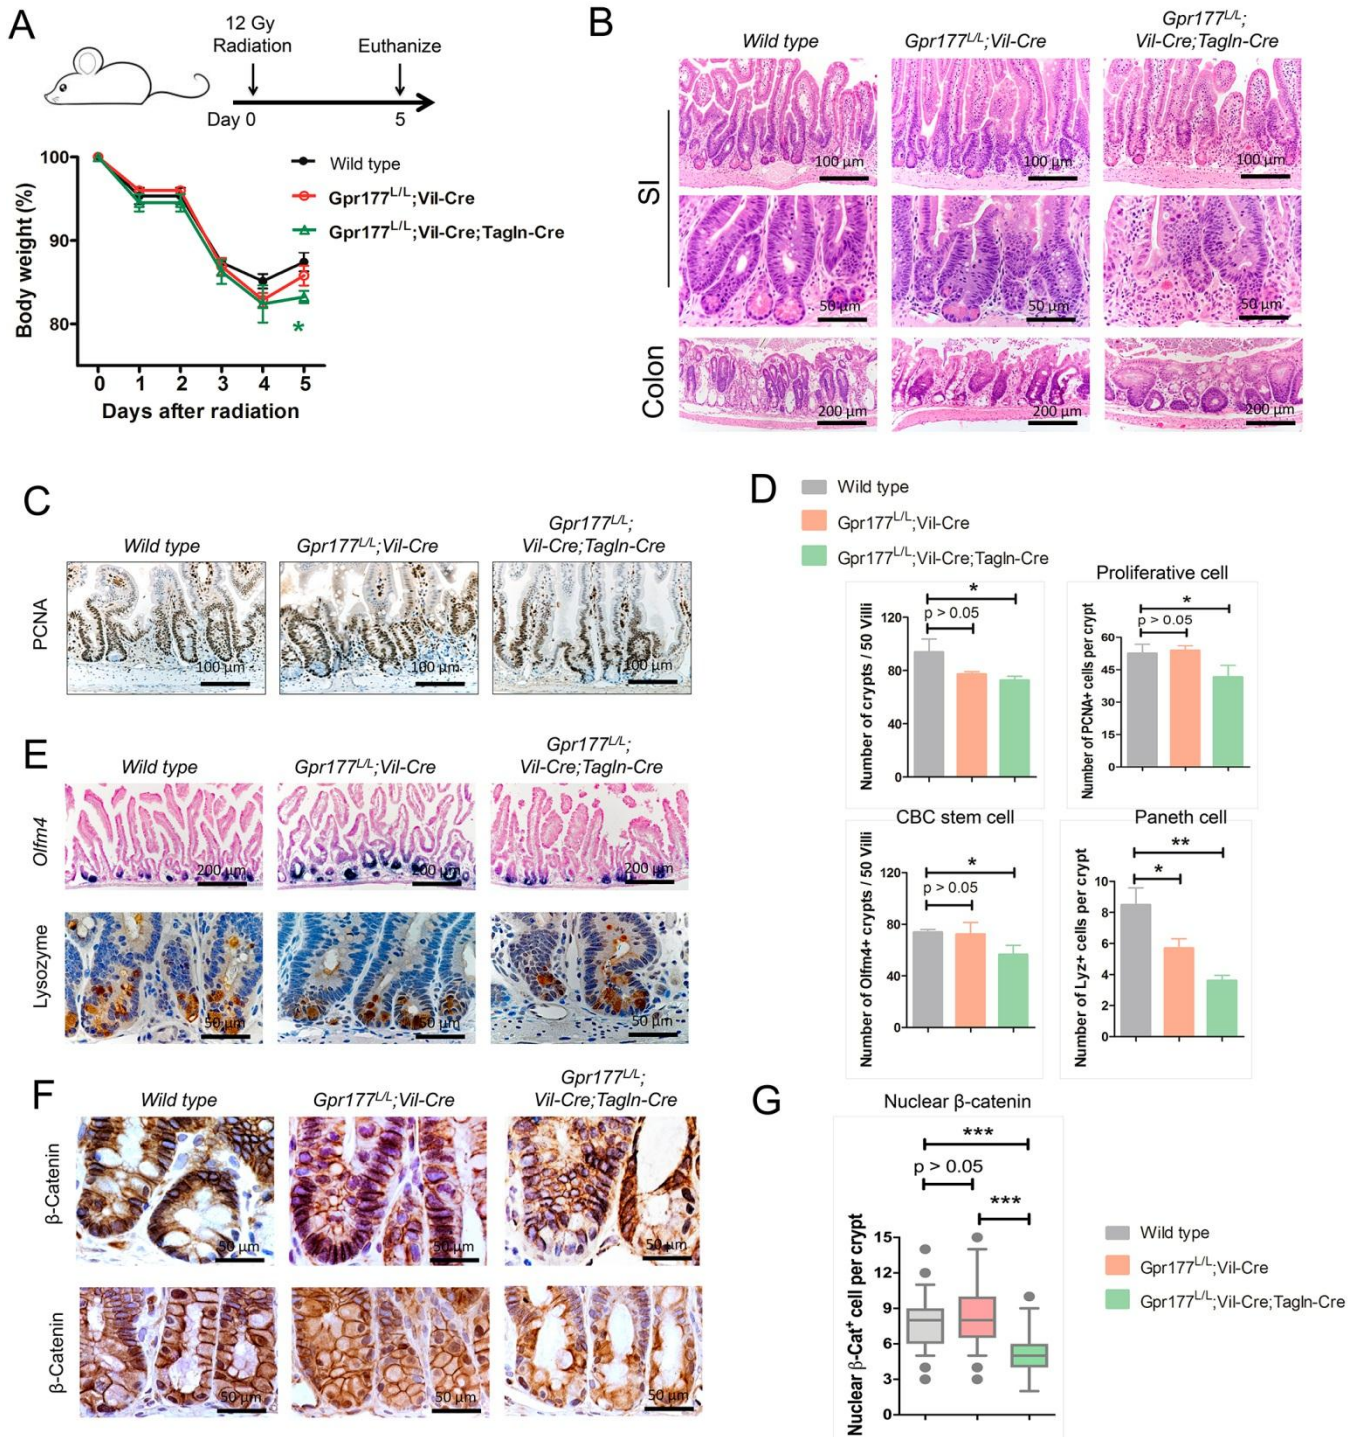 A
12 Gy
Radiation
Euthanize
Day 0
5
100
90
80
Body weight (%)
0 1 2 3 4 5
Days after radiation
Wild type
Gpr177L/L;Vil-Cre
Gpr177L/L;Vil-Cre;Tagln-Cre
*
B
Wild type
Gpr177L/L;Vil-Cre
Gpr177L/L;
Vil-Cre;Tagln-Cre
SI
100 µm
100 µm
100 µm
50 µm
50 µm
50 µm
Colon
200 µm
200 µm
200 µm
C
Wild type
Gpr177L/L;Vil-Cre
Gpr177L/L;
Vil-Cre;Tagln-Cre
PCNA
100 µm
100 µm
100 µm
D
Wild type
Gpr177L/L;Vil-Cre
Gpr177L/L;Vil-Cre;Tagln-Cre
*
p > 0.05
120
80
40
0
Number of crypts / 50 Villi
Proliferative cell
*
p > 0.05
60
45
30
15
0
Number of PCNA+ cells per crypt
CBC stem cell
*
p > 0.05
120
80
40
0
Number of Olfm4+ crypts / 50 Villi
Paneth cell
**
*
10
8
6
4
2
0
Number of Lyz+ cells per crypt
E
Wild type
Gpr177L/L;Vil-Cre
Gpr177L/L;
Vil-Cre;Tagln-Cre
Olfm4
200 µm
200 µm
200 µm
Lysozyme
50 µm
50 µm
50 µm
F
Wild type
Gpr177L/L;Vil-Cre
Gpr177L/L;
Vil-Cre;Tagln-Cre
β-Catenin
50 µm
50 µm
50 µm
β-Catenin
50 µm
50 µm
50 µm
G
Nuclear β-catenin
***
p > 0.05
***
15
12
9
6
3
0
Nuclear β-Cat+ cell per crypt
Wild type
Gpr177L/L;Vil-Cre
Gpr177L/L;Vil-Cre;Tagln-Cre